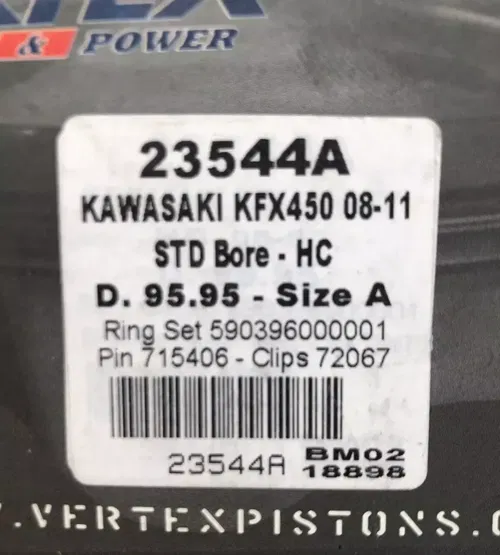 & POWER
23544A
KAWASAKI KFX450 08-11
STD Bore - HC
D. 95.95 - Size A
Ring Set 590396000001
Pin 715406 - Clips 72067
23544A
BM02
18898
.VERTEXPISTONS.